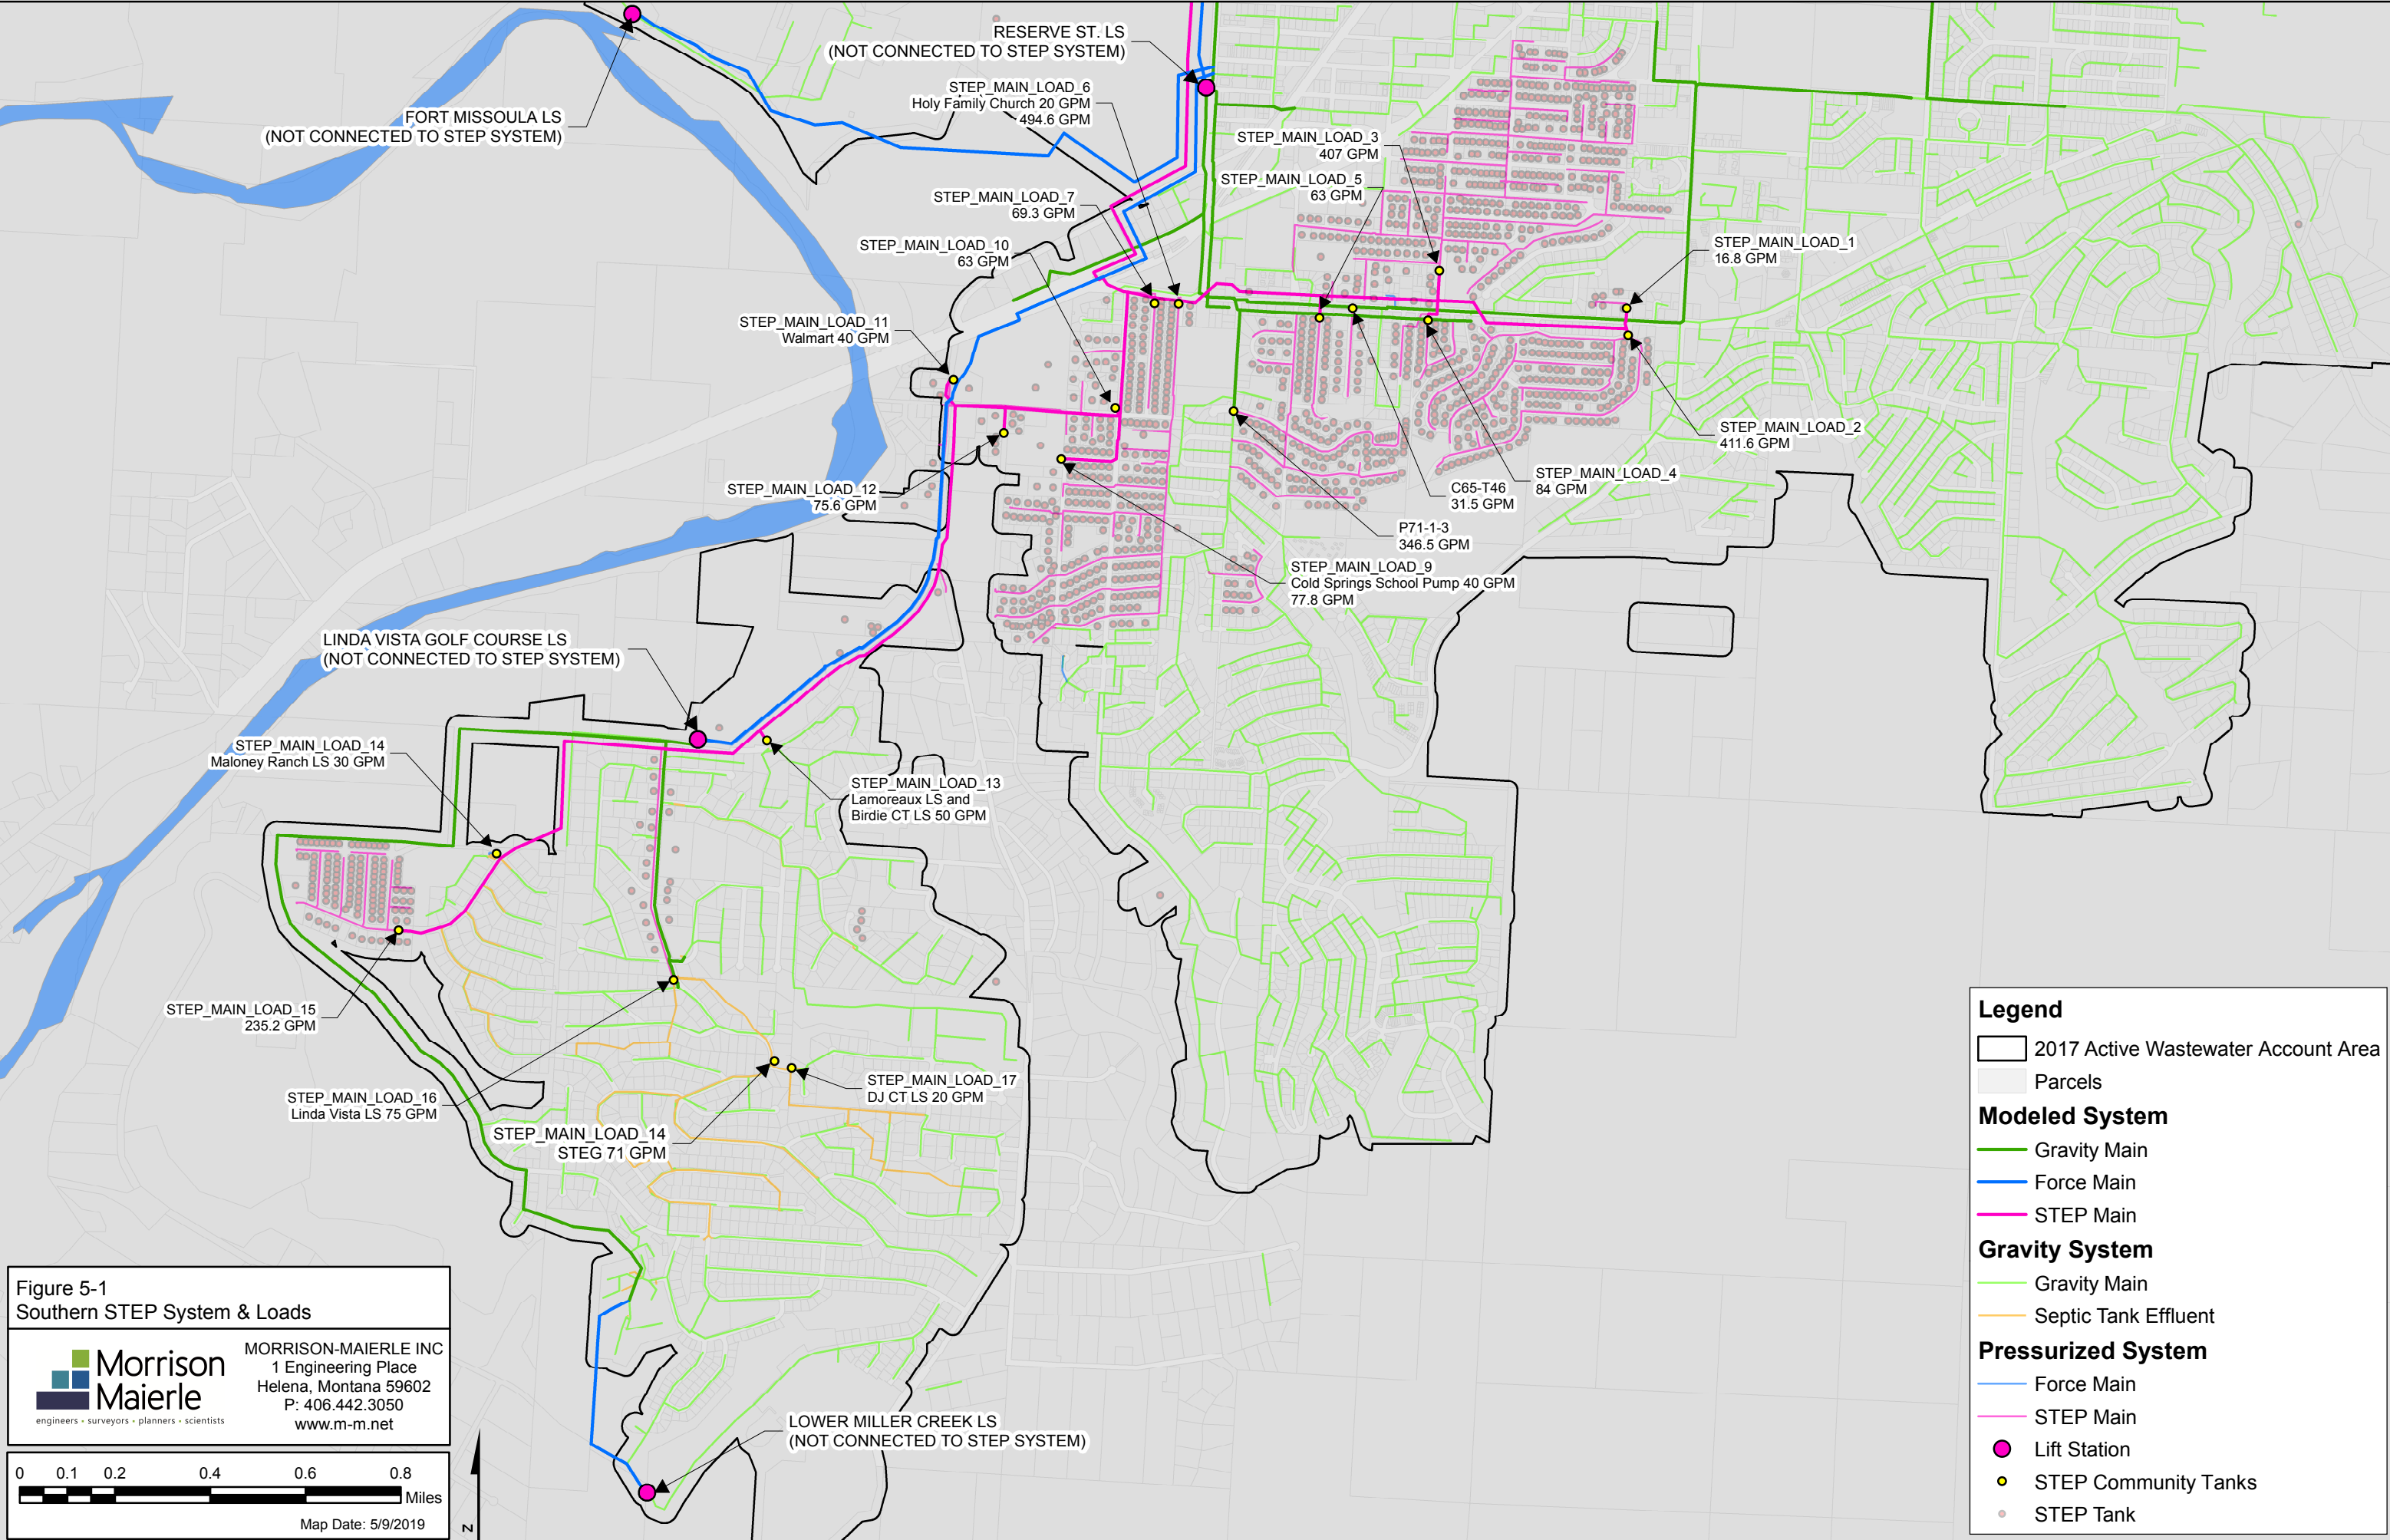 RESERVE ST. LS
(NOT CONNECTED TO STEP SYSTEM)
FORT MISSOULA LS
(NOT CONNECTED TO STEP SYSTEM)
STEP_MAIN_LOAD_6
Holy Family Church 20 GPM
494.6 GPM
STEP_MAIN_LOAD_3
407 GPM
STEP_MAIN_LOAD_5
63 GPM
STEP_MAIN_LOAD_7
69.3 GPM
STEP_MAIN_LOAD_10
63 GPM
STEP_MAIN_LOAD_1
16.8 GPM
STEP_MAIN_LOAD_11
Walmart 40 GPM
STEP_MAIN_LOAD_2
411.6 GPM
STEP_MAIN_LOAD_4
84 GPM
C65-T46
31.5 GPM
STEP_MAIN_LOAD_12
75.6 GPM
P71-1-3
346.5 GPM
STEP_MAIN_LOAD_9
Cold Springs School Pump 40 GPM
77.8 GPM
LINDA VISTA GOLF COURSE LS
(NOT CONNECTED TO STEP SYSTEM)
STEP_MAIN_LOAD_14
Maloney Ranch LS 30 GPM
STEP_MAIN_LOAD_13
Lamoreaux LS and
Birdie CT LS 50 GPM
STEP_MAIN_LOAD_15
235.2 GPM
STEP_MAIN_LOAD_16
Linda Vista LS 75 GPM
STEP_MAIN_LOAD_17
DJ CT LS 20 GPM
STEP_MAIN_LOAD_14
STEG 71 GPM
LOWER MILLER CREEK LS
(NOT CONNECTED TO STEP SYSTEM)
Legend
2017 Active Wastewater Account Area
Parcels
Modeled System
Gravity Main
Force Main
STEP Main
Gravity System
Gravity Main
Septic Tank Effluent
Pressurized System
Force Main
STEP Main
Lift Station
STEP Community Tanks
STEP Tank
Figure 5-1
Southern STEP System & Loads
Morrison
Maierle
engineers • surveyors • planners • scientists
MORRISON-MAIERLE INC
1 Engineering Place
Helena, Montana 59602
P: 406.442.3050
www.m-m.net
0 0.1 0.2 0.4 0.6 0.8
Miles
Map Date: 5/9/2019
N